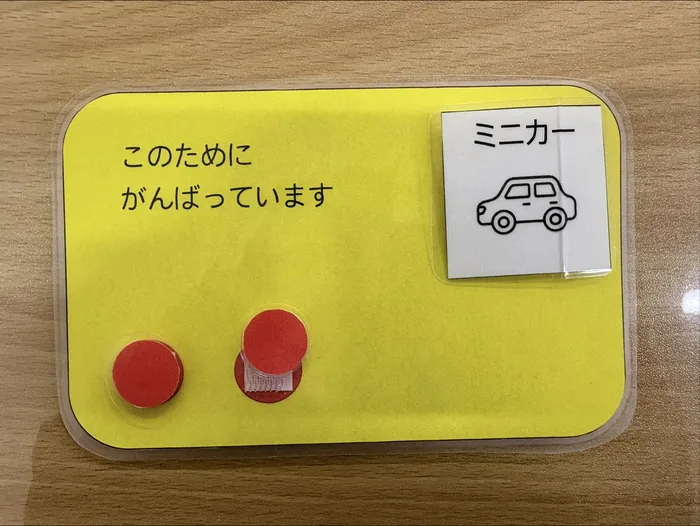 このために
がんばっています
ミニカー